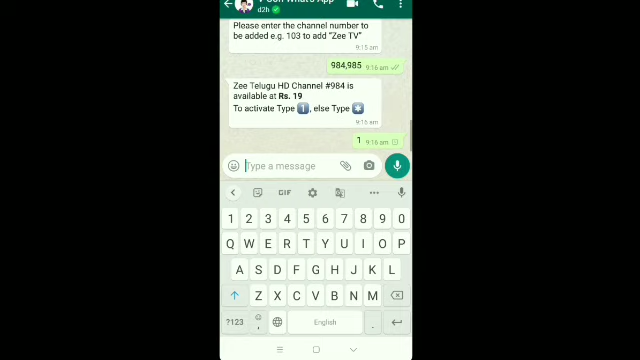 d2h
Please enter the channel number to
be added e.g. 103 to add "Zee TV"
9:15 am
984,985 9:16 am
Zee Telugu HD Channel #984 is
available at Rs. 19
To activate Type 1, else Type *
9:16 am
1 9:16 am
Type a message
GIF
1 2 3 4 5 6 7 8 9 0
Q W E R T Y U I O P
A S D F G H J K L
Z X C V B N M
?123 , English .